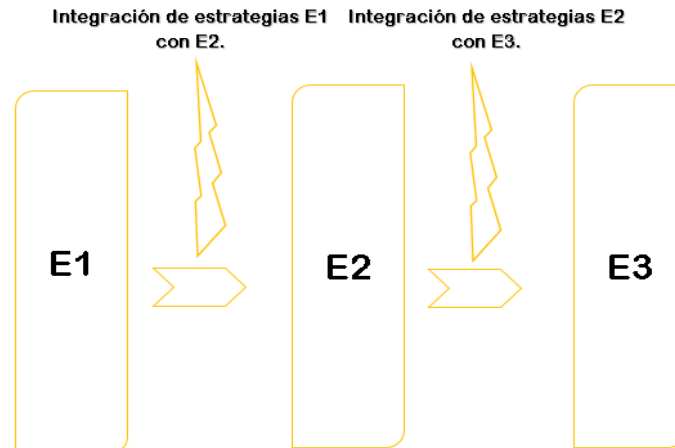 Integración de estrategias E1
con E2.
Integración de estrategias E2
con E3.
E1
E2
E3